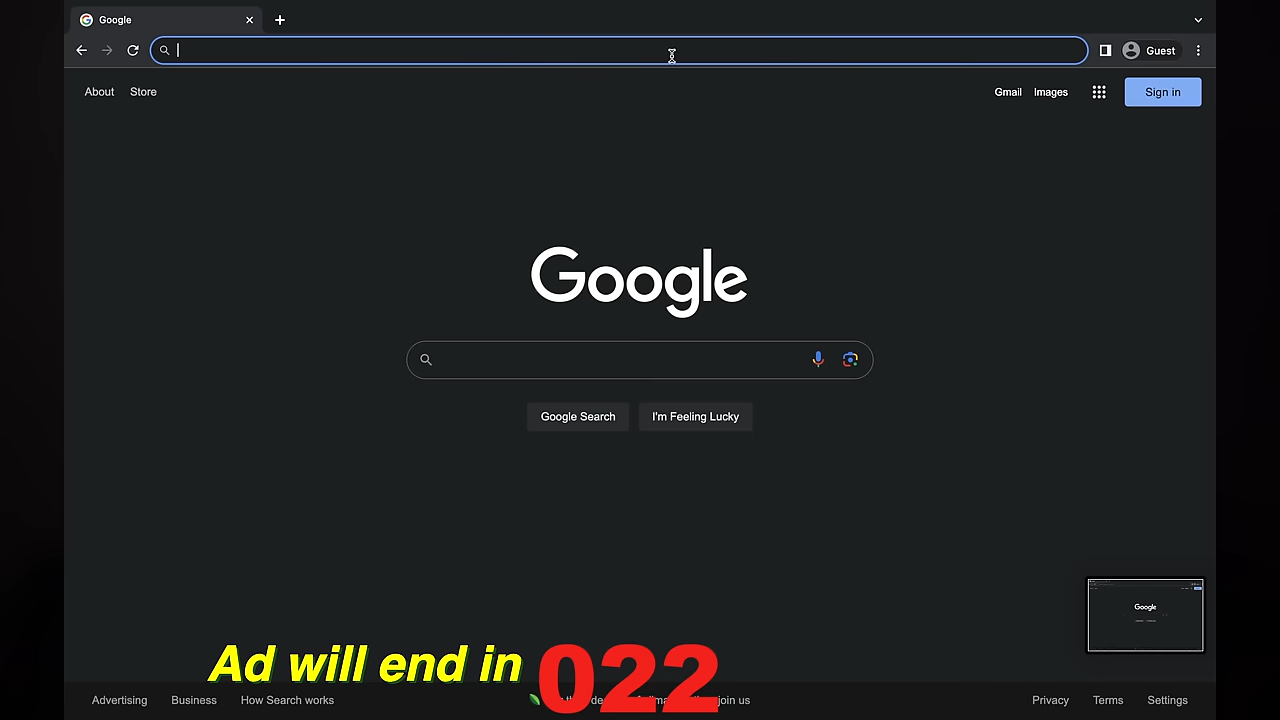 Google
Guest
About Store
Gmail Images
Sign in
Google
Google Search I'm Feeling Lucky
Google
Ad will end in 022
Advertising Business How Search works
join us
Privacy Terms Settings